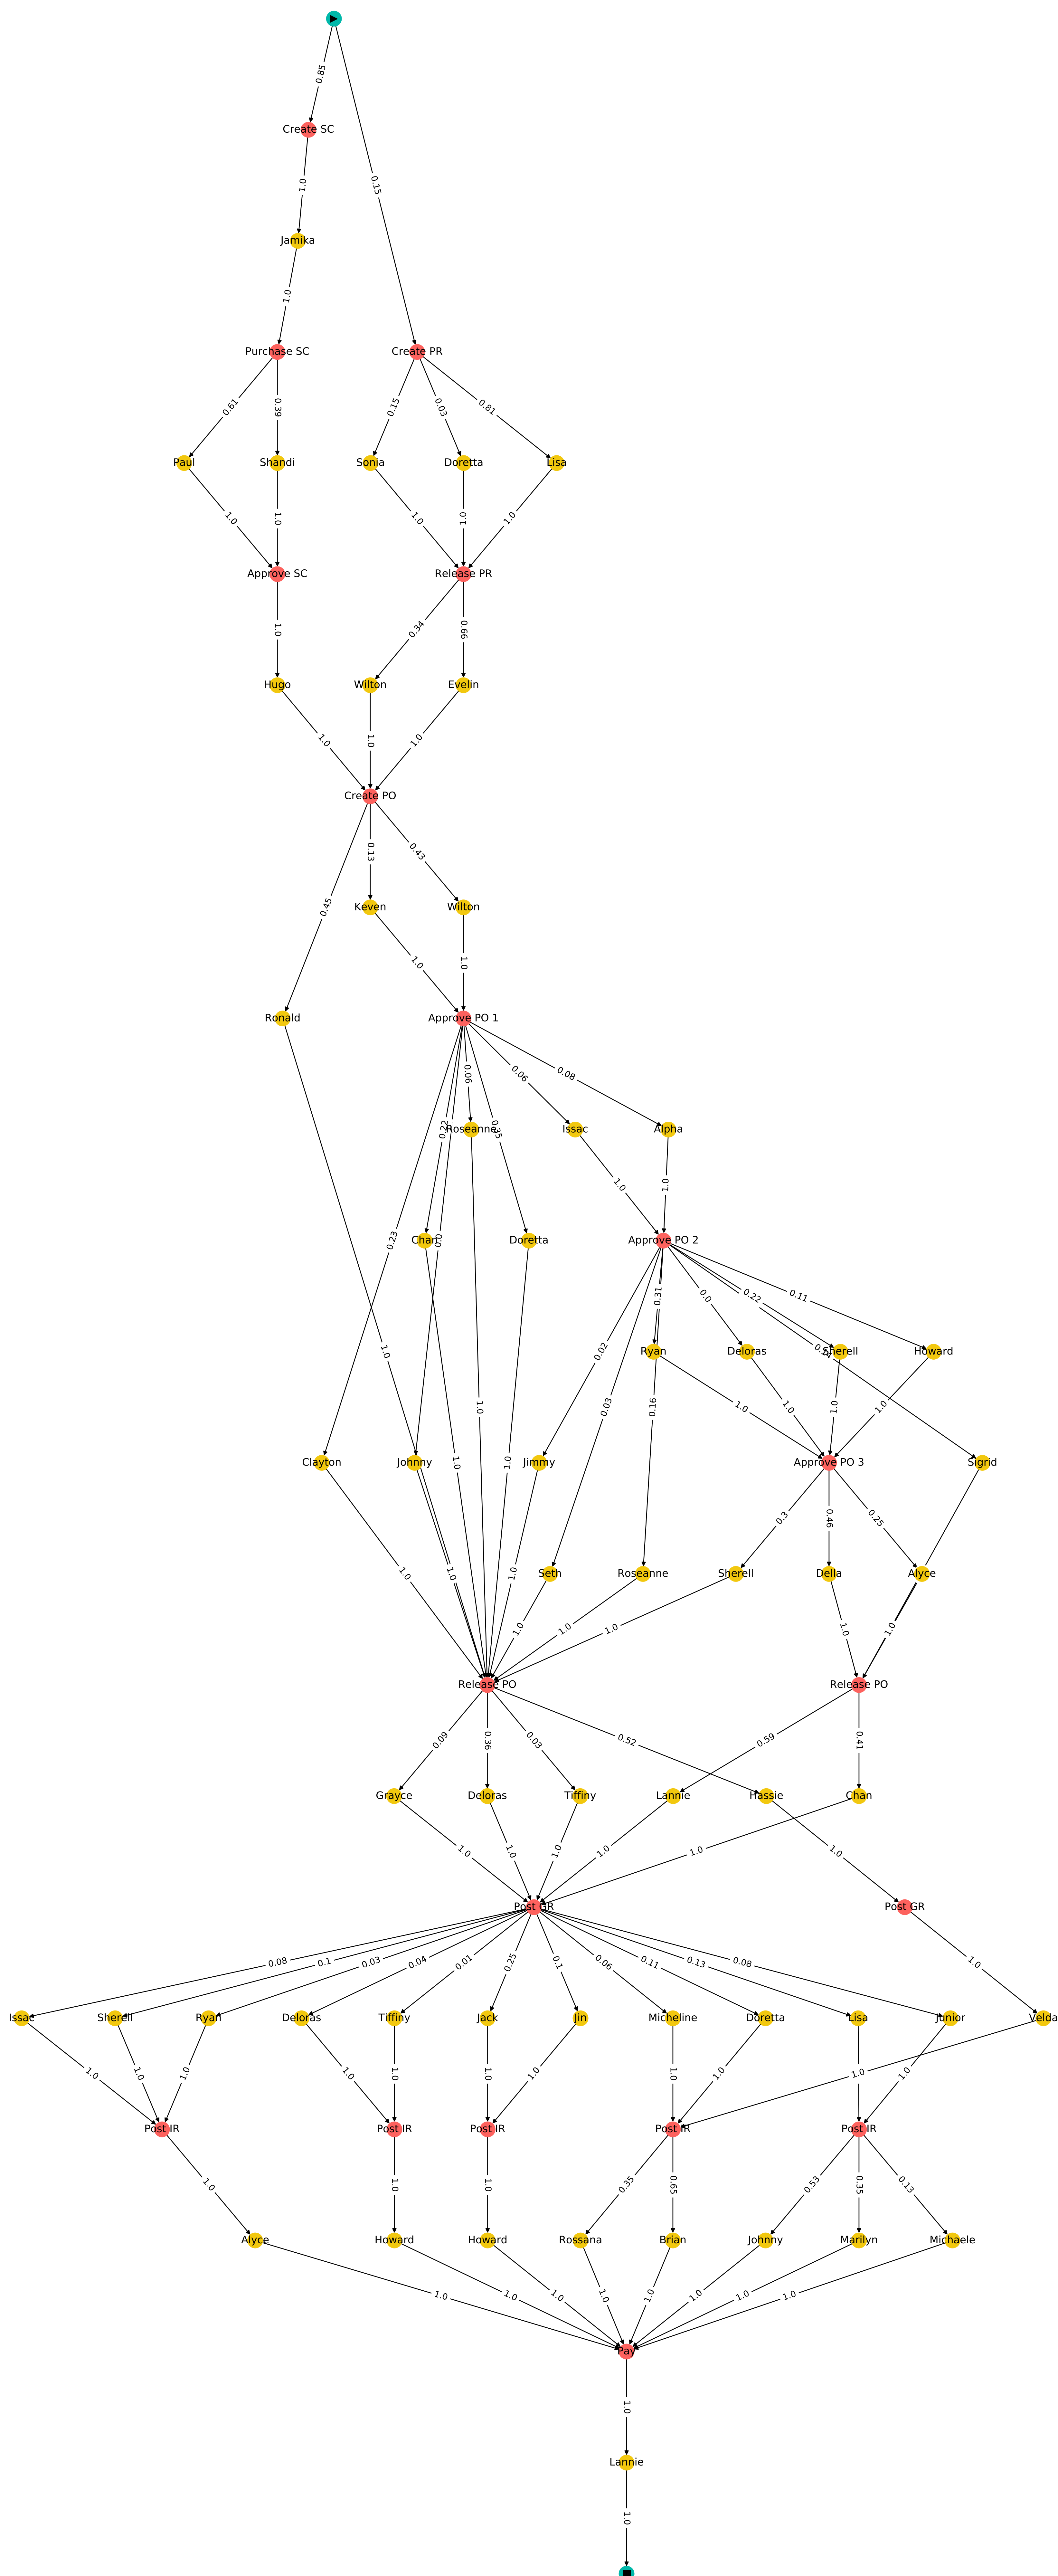 0.85
Create SC
1.0
0.15
Jamika
1.0
Purchase SC
Create PR
0.61
0.39
0.15
0.03
0.81
Paul
Shandi
Sonia
Doretta
Lisa
1.0
1.0
1.0
1.0
1.0
Approve SC
Release PR
1.0
0.34
0.66
Hugo
Wilton
Evelin
1.0
1.0
1.0
Create PO
0.45
0.13
0.43
Keven
Wilton
1.0
1.0
Ronald
Approve PO 1
0.06
0.06
0.08
0.22
Roseanne
0.35
Issac
Alpha
1.0
1.0
0.23
Chan
0.0
Doretta
Approve PO 2
0.02
0.31
0.0
0.22
0.11
1.0
Ryan
Deloras
Sherell
Howard
1.0
0.03
0.16
1.0
1.0
1.0
1.0
Clayton
Johnny
1.0
1.0
Jimmy
Approve PO 3
Sigrid
0.3
0.46
0.25
1.0
1.0
1.0
Seth
Roseanne
Sherell
Della
Alyce
1.0
1.0
1.0
1.0
1.0
Release PO
Release PO
0.09
0.36
0.03
0.52
0.59
0.41
Grayce
Deloras
Tiffiny
Lannie
Hassie
Chan
1.0
1.0
1.0
1.0
1.0
1.0
Post GR
Post GR
0.08
0.1
0.03
0.04
0.01
0.25
0.1
0.06
0.11
0.13
0.08
1.0
Issac
Sherell
Ryan
Deloras
Tiffiny
Jack
Jin
Micheline
Doretta
Lisa
Junior
Velda
1.0
1.0
1.0
1.0
1.0
1.0
1.0
1.0
1.0
1.0
1.0
Post IR
Post IR
Post IR
Post IR
Post IR
1.0
1.0
1.0
0.35
0.65
0.53
0.35
0.13
Alyce
Howard
Howard
Rossana
Brian
Johnny
Marilyn
Michaele
1.0
1.0
1.0
1.0
1.0
1.0
1.0
1.0
Pay
1.0
Lannie
1.0